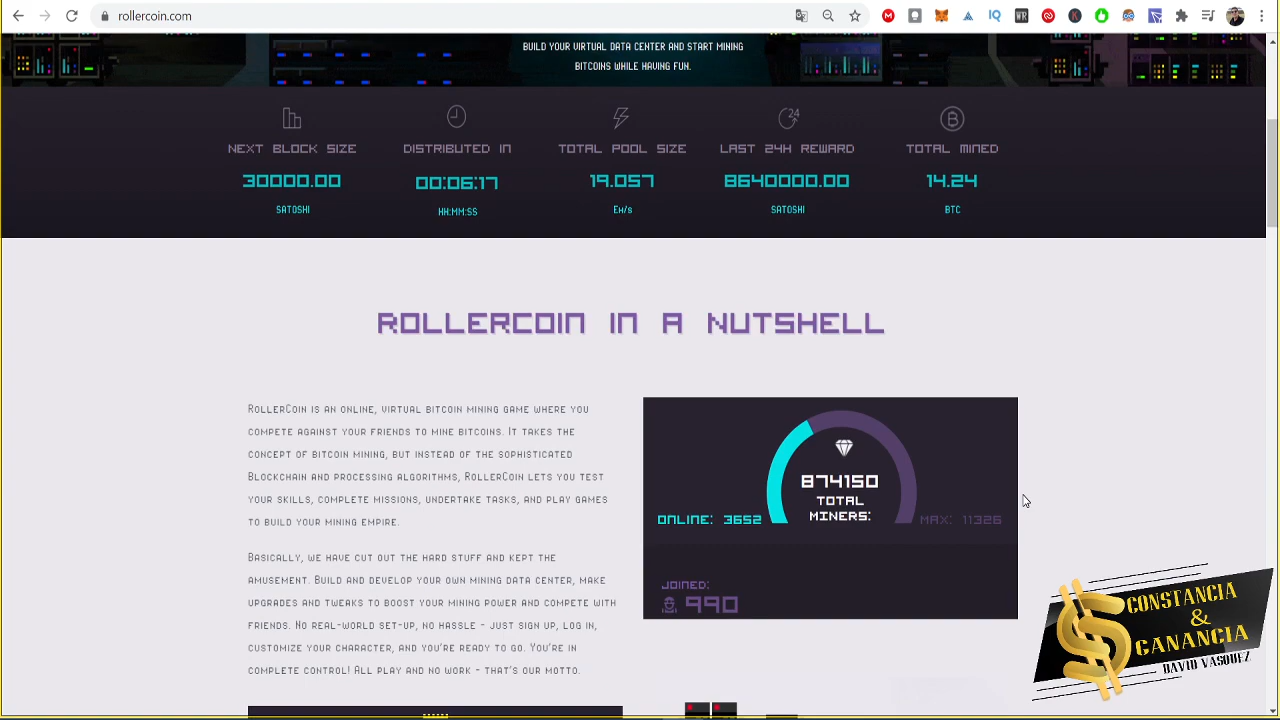 rollercoin.com
BUILD YOUR VIRTUAL DATA CENTER AND START MINING
BITCOINS WHILE HAVING FUN.
NEXT BLOCK SIZE
30000.00
SATOSHI
DISTRIBUTED IN
00:06:17
HH:MM:SS
TOTAL POOL SIZE
19.057
EH/S
LAST 24H REWARD
8640000.00
SATOSHI
TOTAL MINED
14.24
BTC
ROLLERCOIN IN A NUTSHELL
ROLLERCOIN IS AN ONLINE, VIRTUAL BITCOIN MINING GAME WHERE YOU
COMPETE AGAINST YOUR FRIENDS TO MINE BITCOINS. IT TAKES THE
CONCEPT OF BITCOIN MINING, BUT INSTEAD OF THE SOPHISTICATED
BLOCKCHAIN AND PROCESSING ALGORITHMS, ROLLERCOIN LETS YOU TEST
YOUR SKILLS, COMPLETE MISSIONS, UNDERTAKE TASKS, AND PLAY GAMES
TO BUILD YOUR MINING EMPIRE.
BASICALLY, WE HAVE CUT OUT THE HARD STUFF AND KEPT THE
AMUSEMENT. BUILD AND DEVELOP YOUR OWN MINING DATA CENTER, MAKE
UPGRADES AND TWEAKS TO BOOST YOUR MINING POWER AND COMPETE WITH
FRIENDS. NO REAL-WORLD SET-UP, NO HASSLE - JUST SIGN UP, LOG IN,
CUSTOMIZE YOUR CHARACTER, AND YOU'RE READY TO GO. YOU'RE IN
COMPLETE CONTROL! ALL PLAY AND NO WORK - THAT'S OUR MOTTO.
874150
TOTAL
MINERS:
ONLINE: 3652
MAX: 11326
JOINED:
990
CONSTANCIA
&
GANANCIA
DAVID VASQUEZ